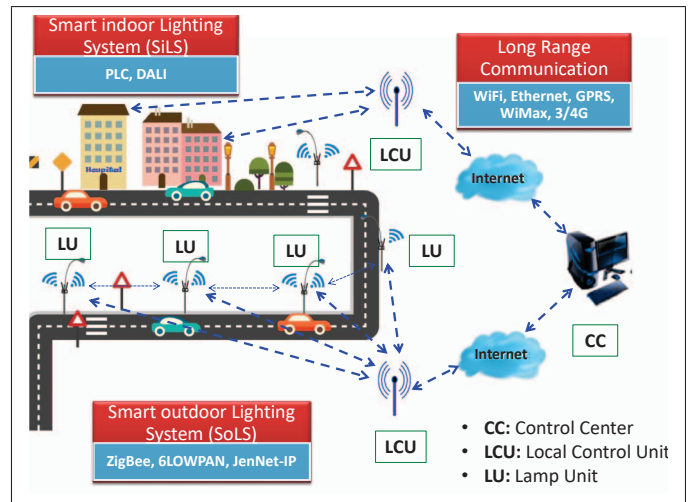 Smart indoor Lighting
System (SiLS)
PLC, DALI
Long Range
Communication
WiFi, Ethernet, GPRS,
WiMax, 3/4G
LCU
Hospital
Internet
LU
LU
LU
LU
Internet
CC
LCU
Smart outdoor Lighting
System (SoLS)
ZigBee, 6LOWPAN, JenNet-IP
• CC: Control Center
• LCU: Local Control Unit
• LU: Lamp Unit